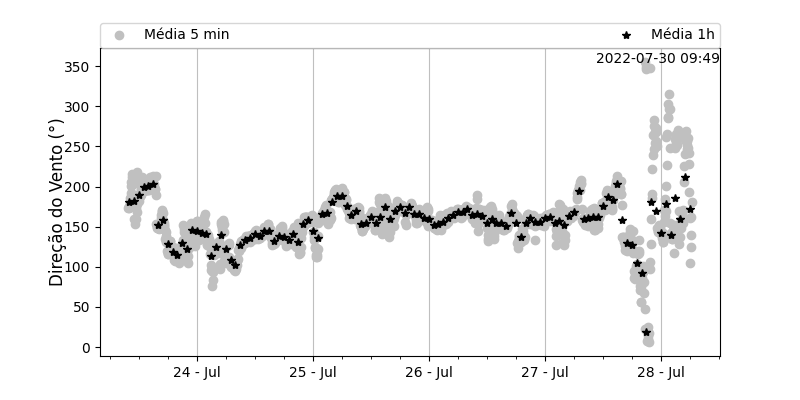 Média 5 min
Média 1h
2022-07-30 09:49
Direção do Vento (°)
350
300
250
200
150
100
50
0
24 - Jul
25 - Jul
26 - Jul
27 - Jul
28 - Jul